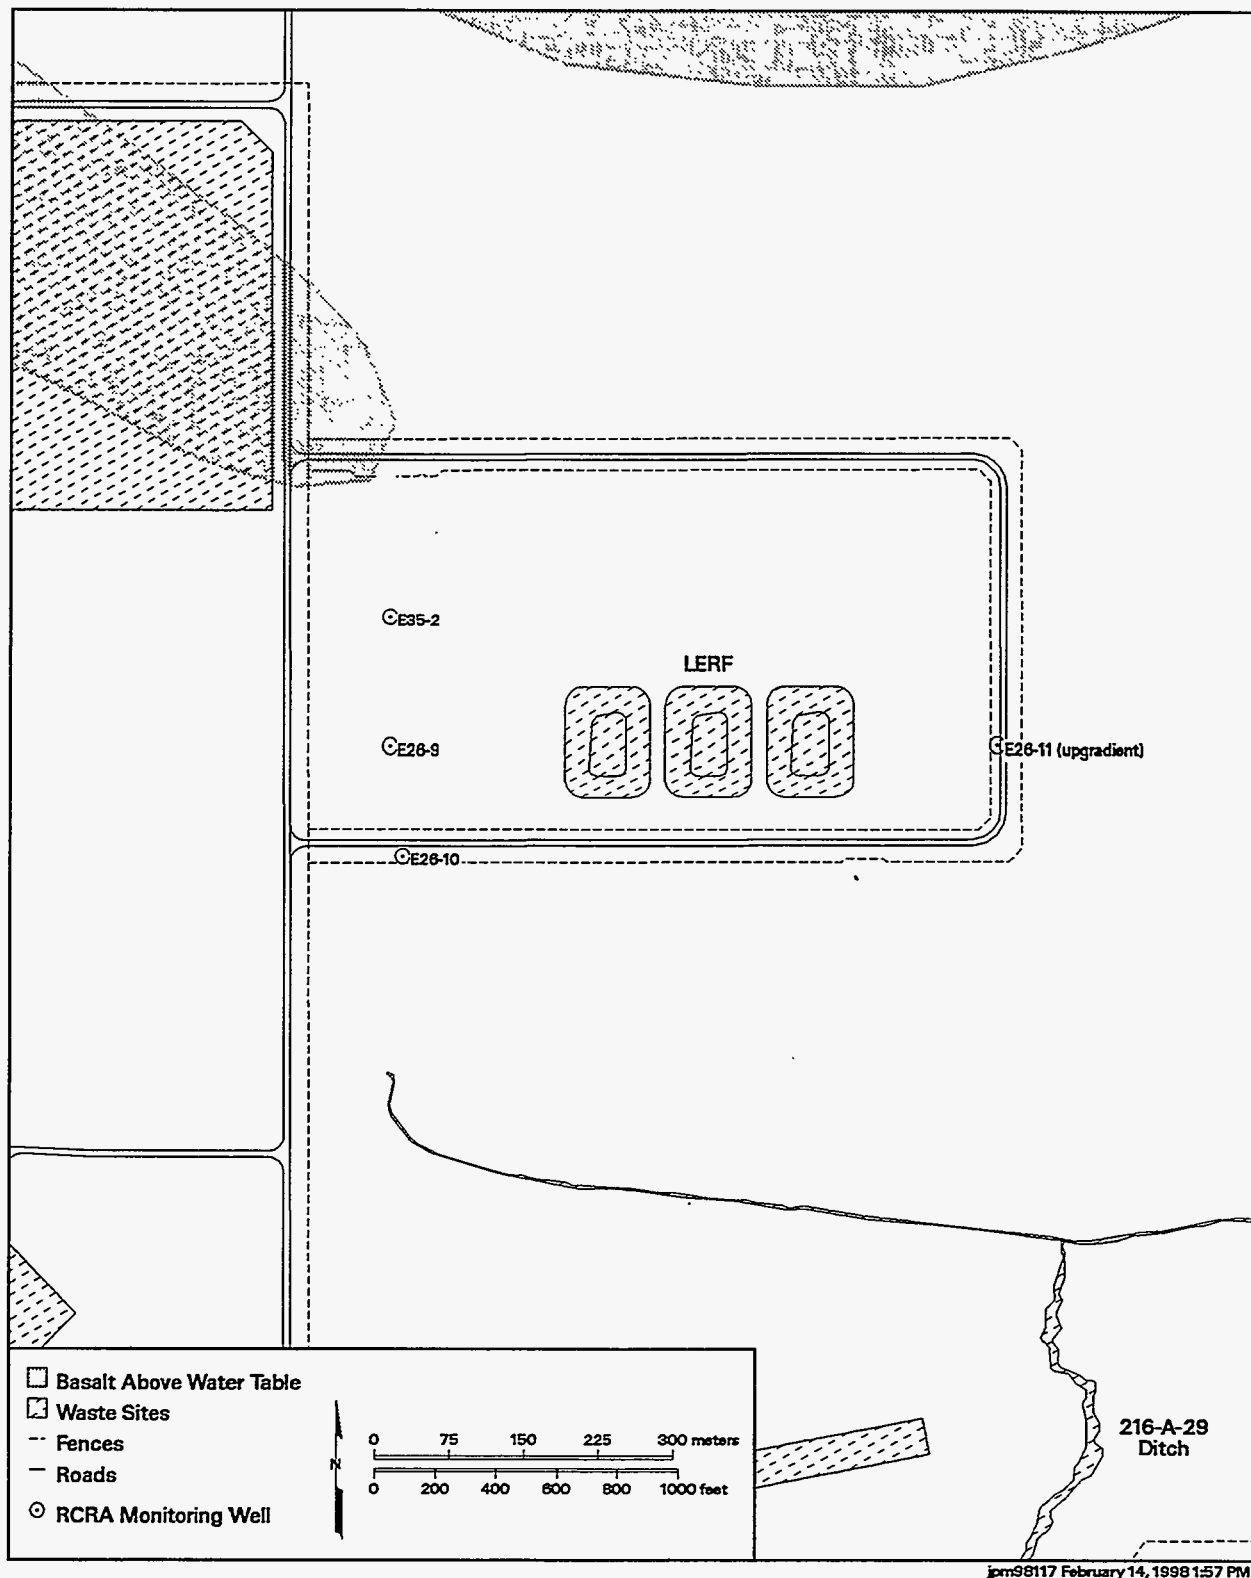 E35-2
LERF
E26-9
E26-11 (upgradient)
E26-10
Basalt Above Water Table
Waste Sites
Fences
Roads
RCRA Monitoring Well
N
0 75 150 225 300 meters
0 200 400 600 800 1000 feet
216-A-29
Ditch
jpm98117 February 14, 1998 1:57 PM